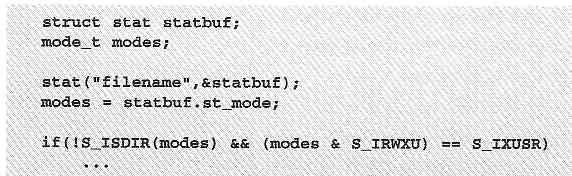 struct stat statbuf;
mode_t modes;
stat("filename",&statbuf);
modes = statbuf.st_mode;
if(!S_ISDIR(modes) && (modes & S_IRWXU) == S_IXUSR)
...